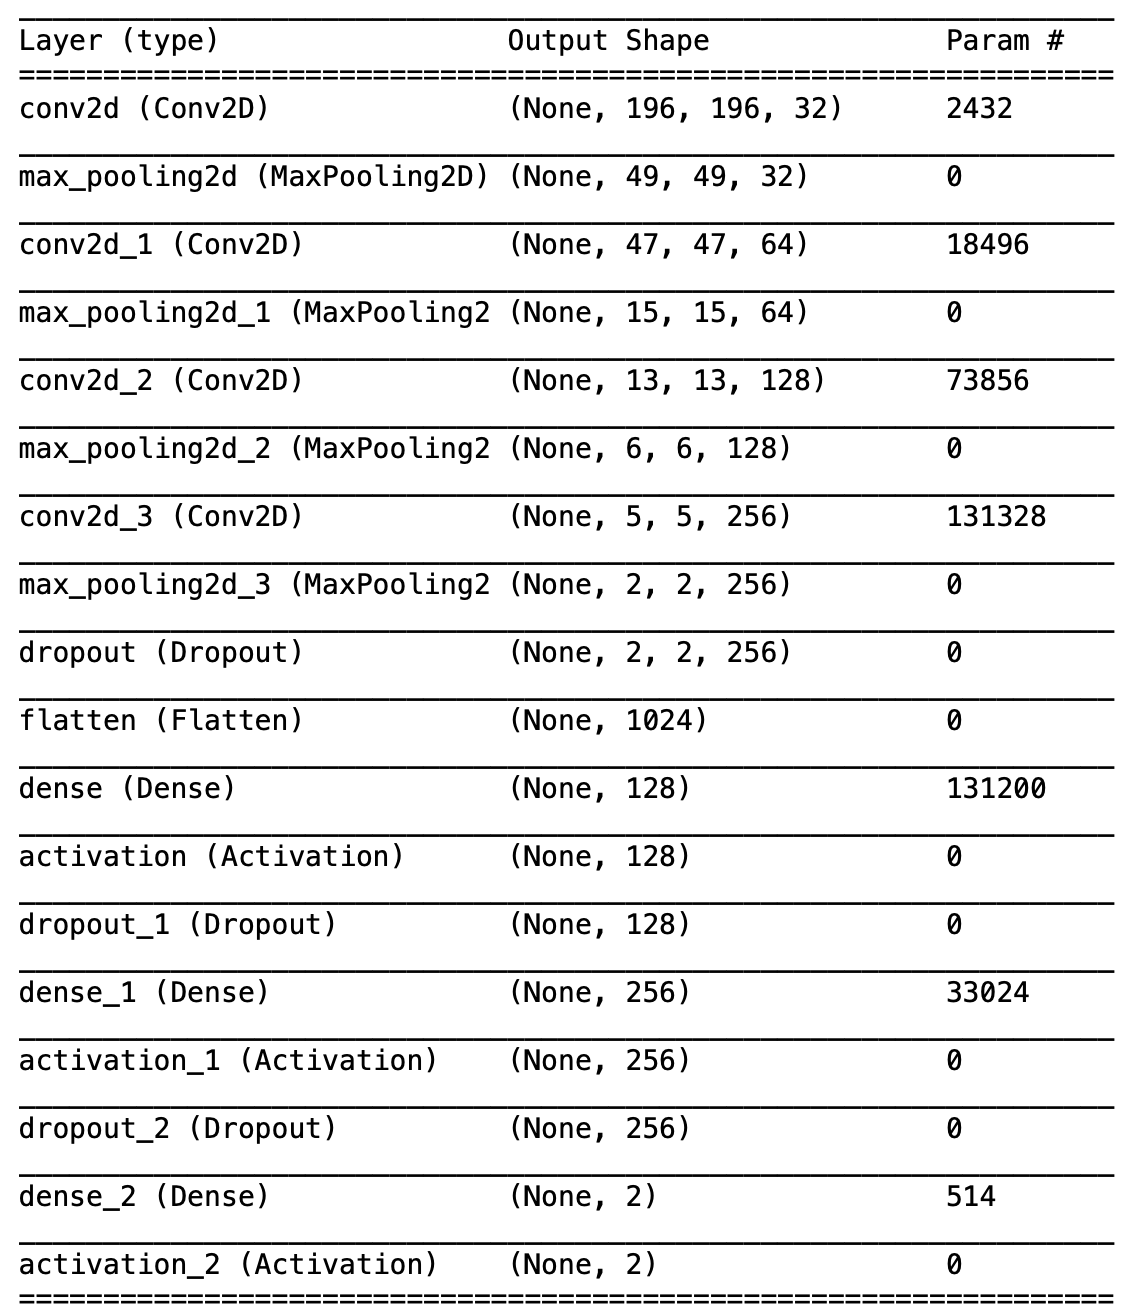 Layer (type) Output Shape Param #
conv2d (Conv2D) (None, 196, 196, 32) 2432
max_pooling2d (MaxPooling2D) (None, 49, 49, 32) 0
conv2d_1 (Conv2D) (None, 47, 47, 64) 18496
max_pooling2d_1 (MaxPooling2 (None, 15, 15, 64) 0
conv2d_2 (Conv2D) (None, 13, 13, 128) 73856
max_pooling2d_2 (MaxPooling2 (None, 6, 6, 128) 0
conv2d_3 (Conv2D) (None, 5, 5, 256) 131328
max_pooling2d_3 (MaxPooling2 (None, 2, 2, 256) 0
dropout (Dropout) (None, 2, 2, 256) 0
flatten (Flatten) (None, 1024) 0
dense (Dense) (None, 128) 131200
activation (Activation) (None, 128) 0
dropout_1 (Dropout) (None, 128) 0
dense_1 (Dense) (None, 256) 33024
activation_1 (Activation) (None, 256) 0
dropout_2 (Dropout) (None, 256) 0
dense_2 (Dense) (None, 2) 514
activation_2 (Activation) (None, 2) 0